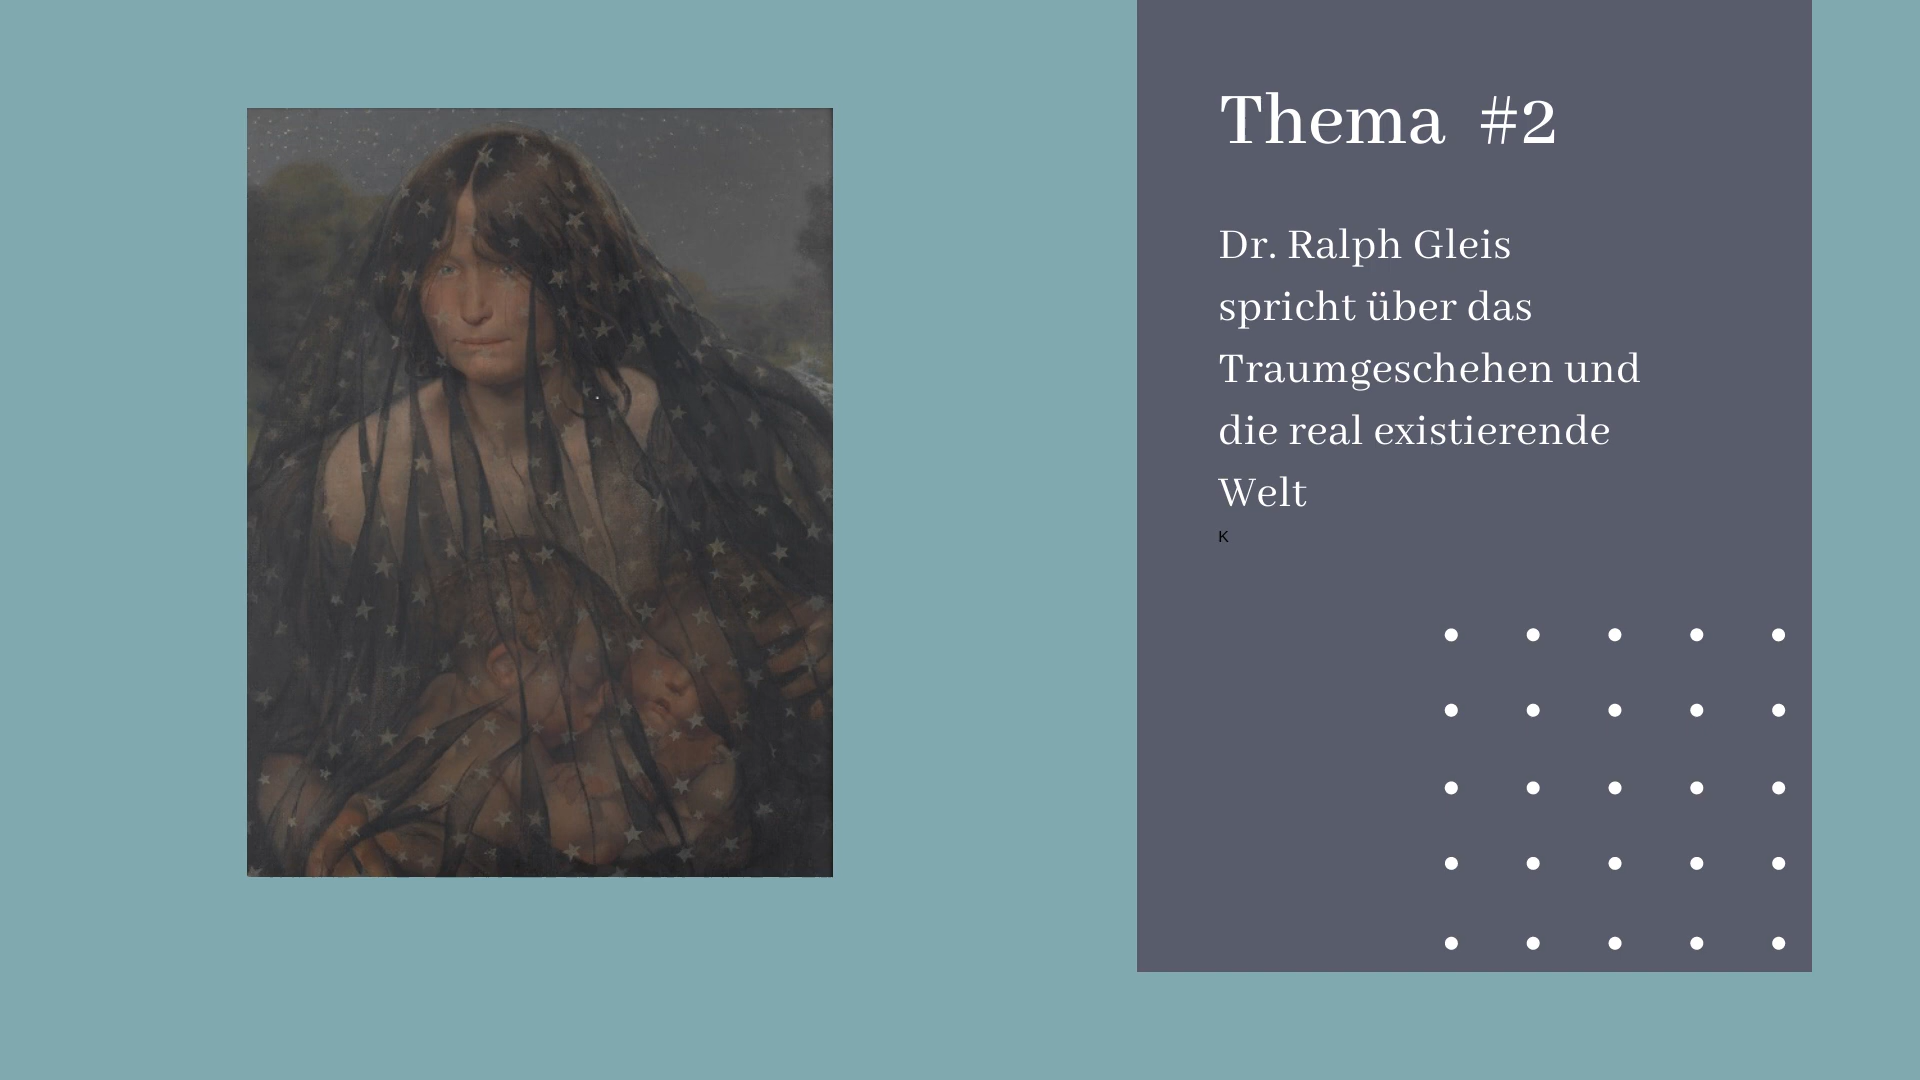 Thema #2
Dr. Ralph Gleis
spricht über das
Traumgeschehen und
die real existierende
Welt
K